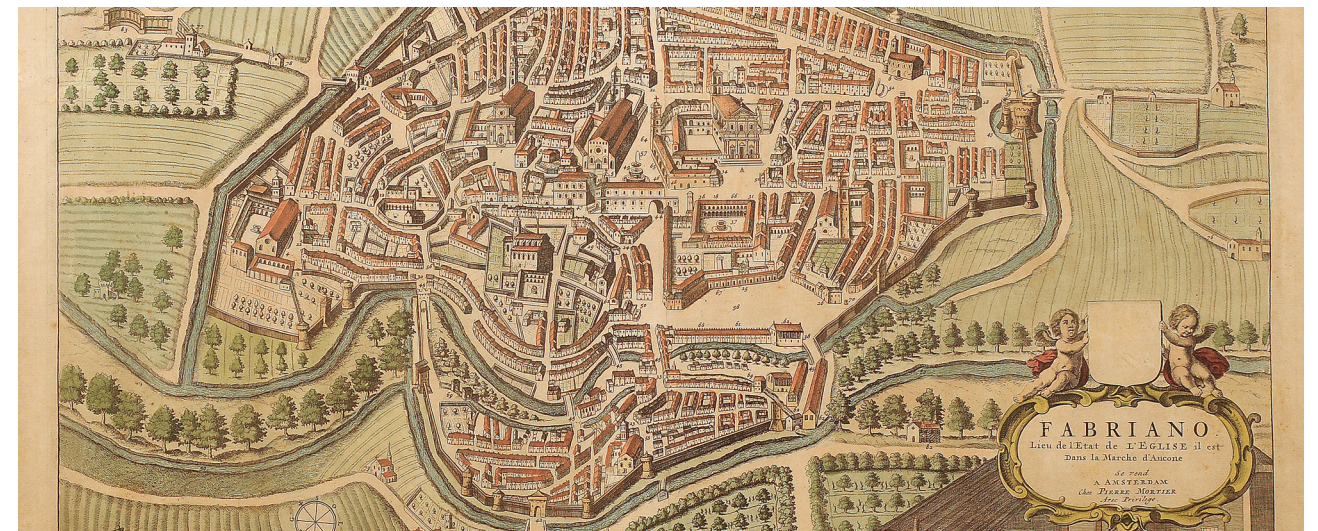 FABRIANO
Lieu de l'Etat de L'EGLISE il est
Dans la Marche d'Ancone
Se vend
A AMSTERDAM
Chez PIERRE MORTIER
Avec Privilege.